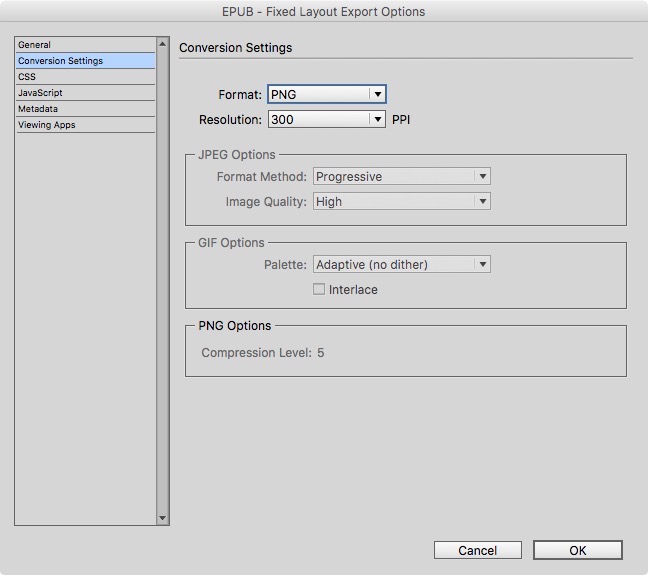 EPUB - Fixed Layout Export Options
General
Conversion Settings
CSS
JavaScript
Metadata
Viewing Apps
Conversion Settings
Format: PNG
Resolution: 300 PPI
JPEG Options
Format Method: Progressive
Image Quality: High
GIF Options
Palette: Adaptive (no dither)
Interlace
PNG Options
Compression Level: 5
Cancel OK